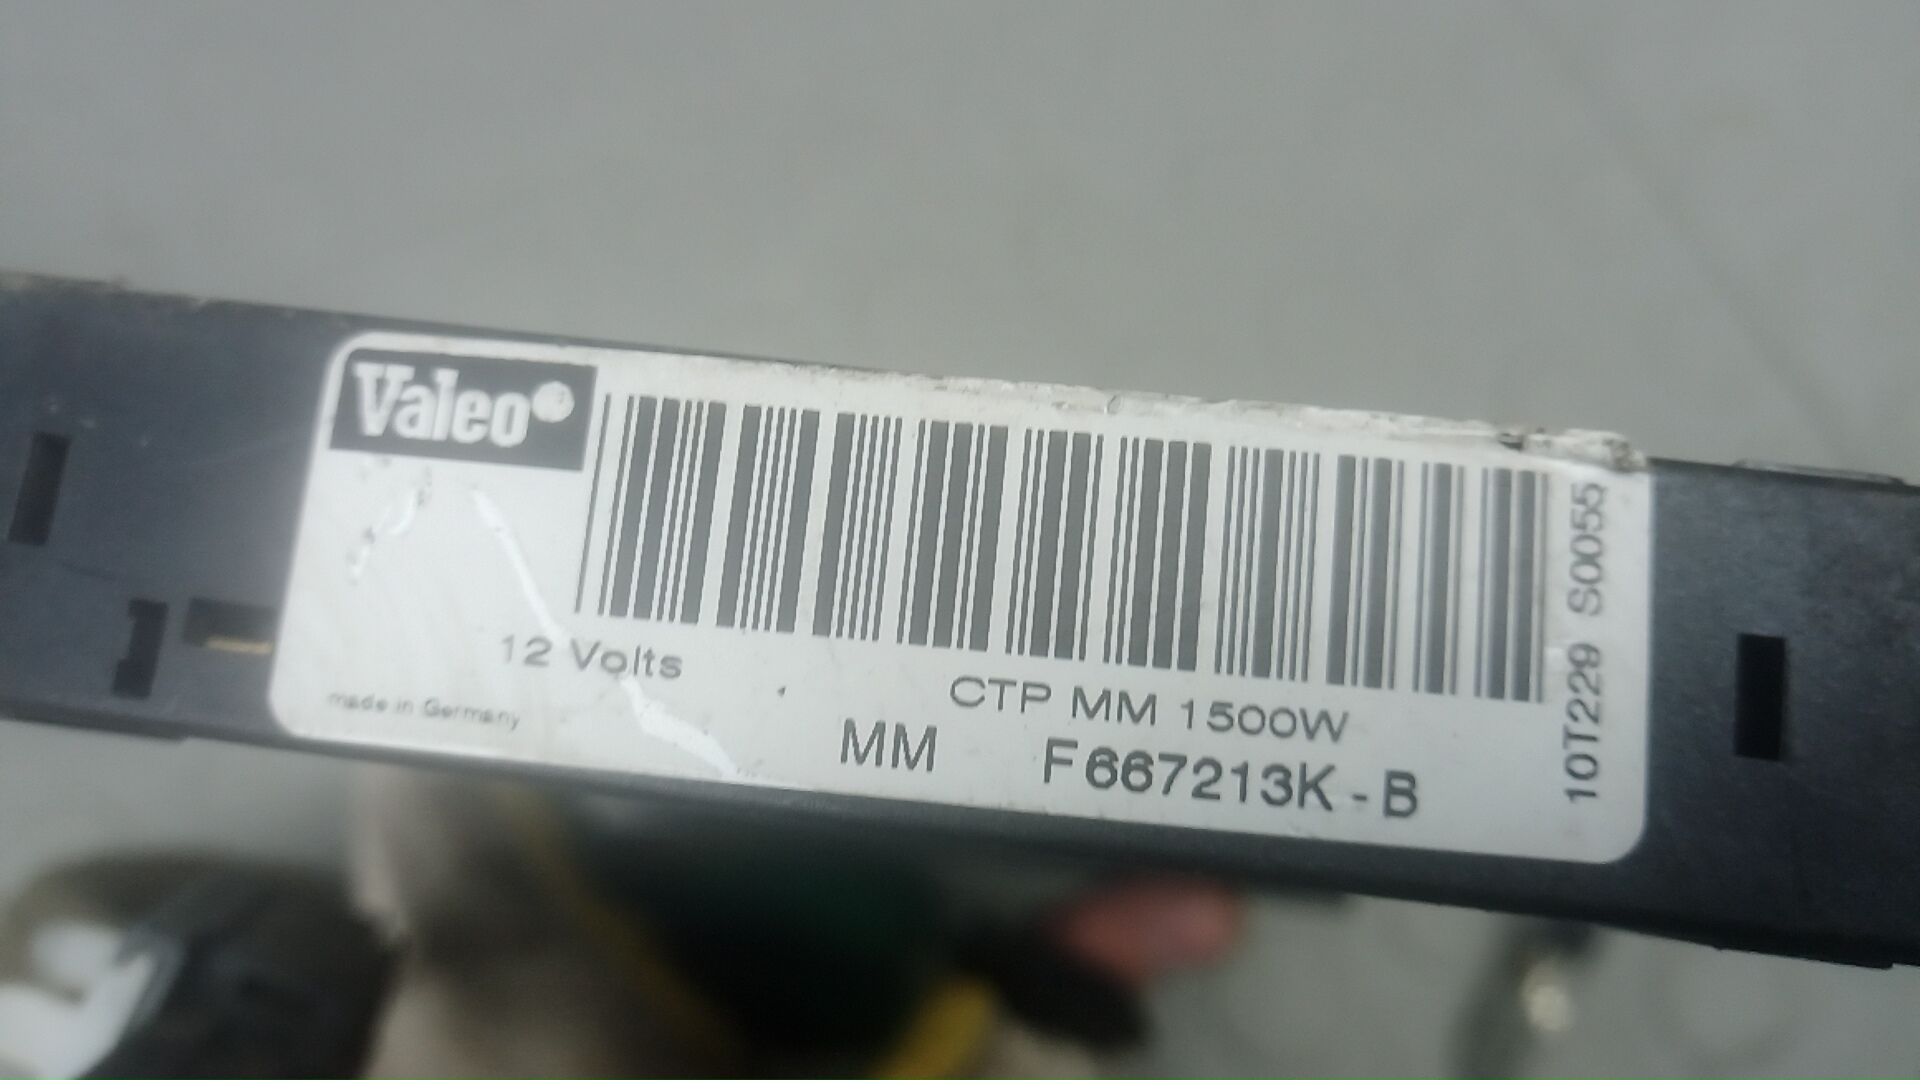 Valeo
12 Volts
made in Germany
CTP MM 1500W
MM F667213K-B
10T229 S0055